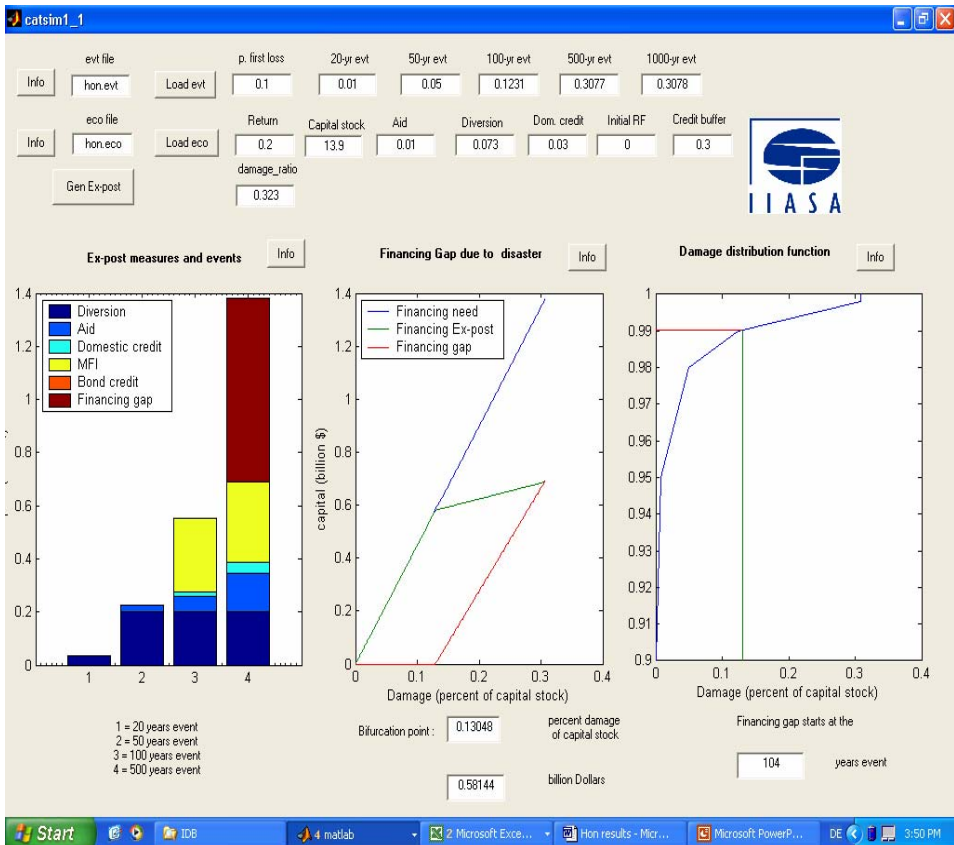 catsim1_1
evt file
p. first loss
20-yr evt
50-yr evt
100-yr evt
500-yr evt
1000-yr evt
Info
hon.evt
Load evt
0.1
0.01
0.05
0.1231
0.3077
0.3078
eco file
Return
Capital stock
Aid
Diversion
Dom. credit
Initial RF
Credit buffer
Info
hon.eco
Load eco
0.2
13.9
0.01
0.073
0.03
0
0.3
Gen Ex-post
damage_ratio
0.323
IIASA
Ex-post measures and events
Info
Financing Gap due to disaster
Info
Damage distribution function
Info
1.4
1.2
1
0.8
0.6
0.4
0.2
0
Diversion
Aid
Domestic credit
MFI
Bond credit
Financing gap
1
2
3
4
1.4
1.2
1
0.8
0.6
0.4
0.2
0
capital (billion $)
Financing need
Financing Ex-post
Financing gap
0
0.1
0.2
0.3
0.4
Damage (percent of capital stock)
1
0.99
0.98
0.97
0.96
0.95
0.94
0.93
0.92
0.91
0.9
0
0.1
0.2
0.3
0.4
Damage (percent of capital stock)
1 = 20 years event
2 = 50 years event
3 = 100 years event
4 = 500 years event
Bifurcation point :
0.13048
percent damage
of capital stock
0.58144
billion Dollars
Financing gap starts at the
104
years event
Start
IDB
4 matlab
2 Microsoft Exce...
Hon results - Micr...
Microsoft PowerP...
DE
3:50 PM